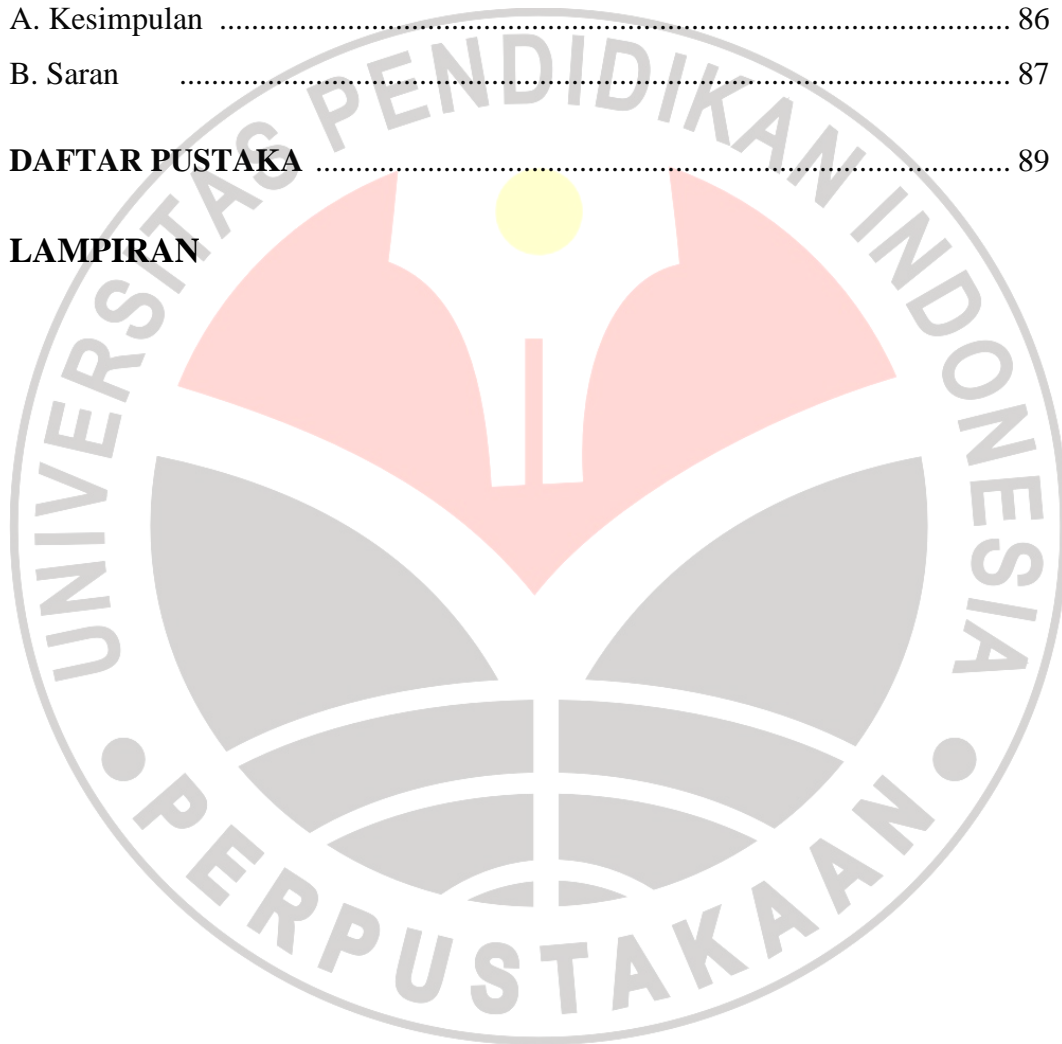 A. Kesimpulan ................................................................................................ 86
B. Saran ................................................................................................ 87
DAFTAR PUSTAKA ................................................................................ 89
LAMPIRAN
UNIVERSITAS PENDIDIKAN INDONESIA
PERPUSTAKAAN